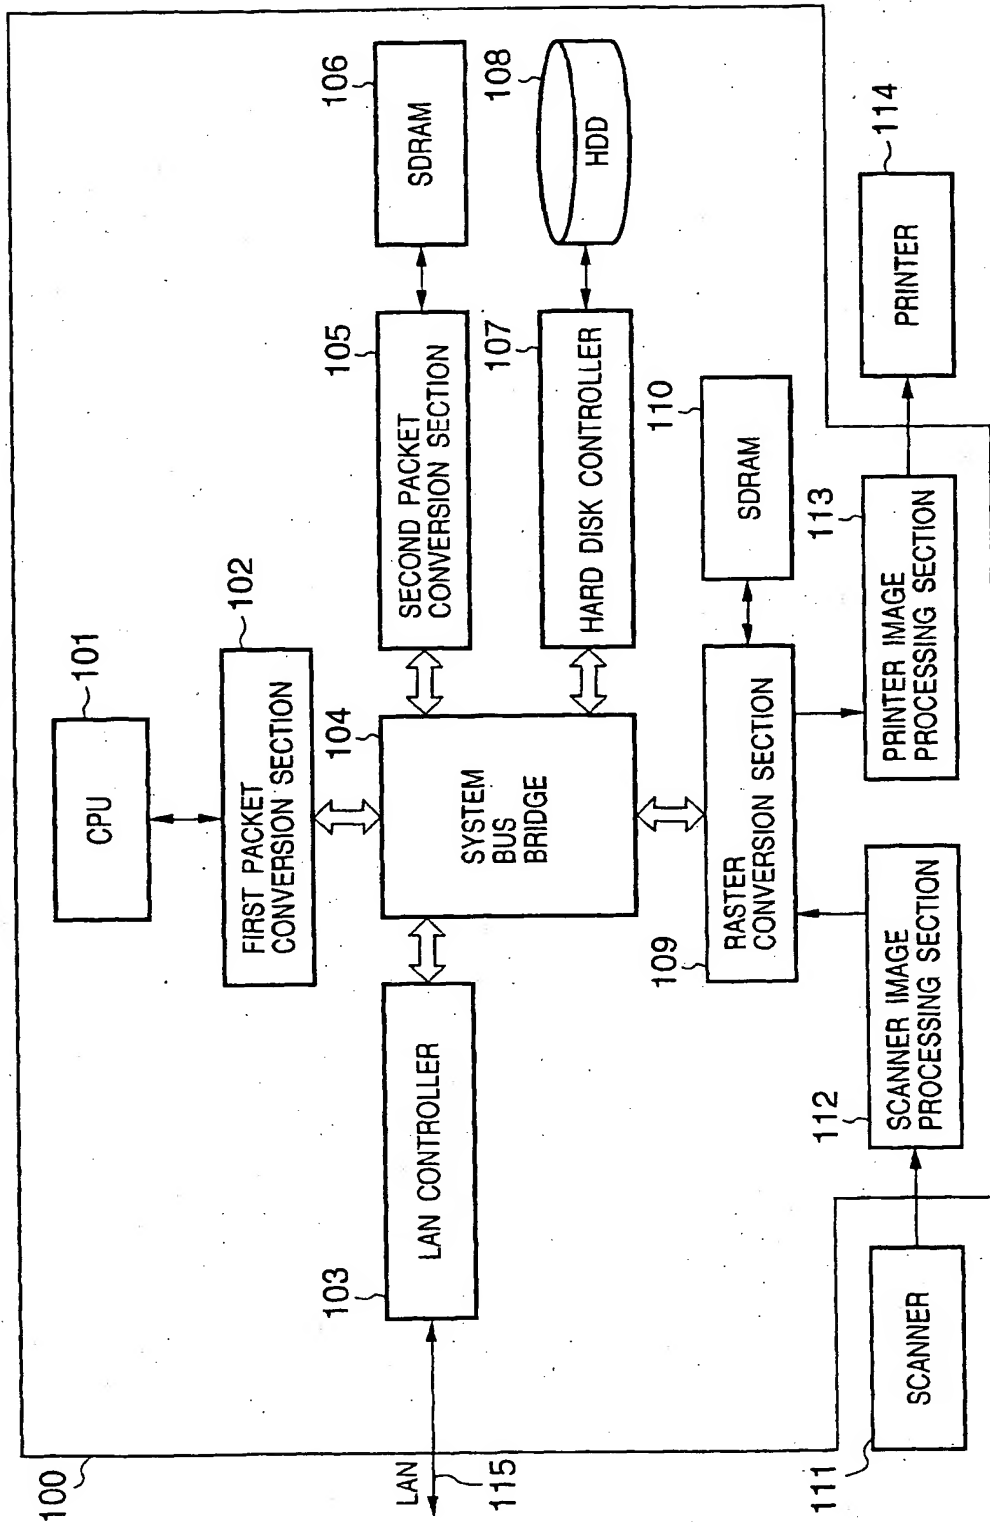 100
101
CPU
102
FIRST PACKET
CONVERSION SECTION
103
LAN CONTROLLER
LAN
115
104
SYSTEM
BUS
BRIDGE
105
SECOND PACKET
CONVERSION SECTION
106
SDRAM
107
HARD DISK CONTROLLER
108
HDD
109
RASTER
CONVERSION SECTION
110
SDRAM
111
SCANNER
112
SCANNER IMAGE
PROCESSING SECTION
113
PRINTER IMAGE
PROCESSING SECTION
114
PRINTER